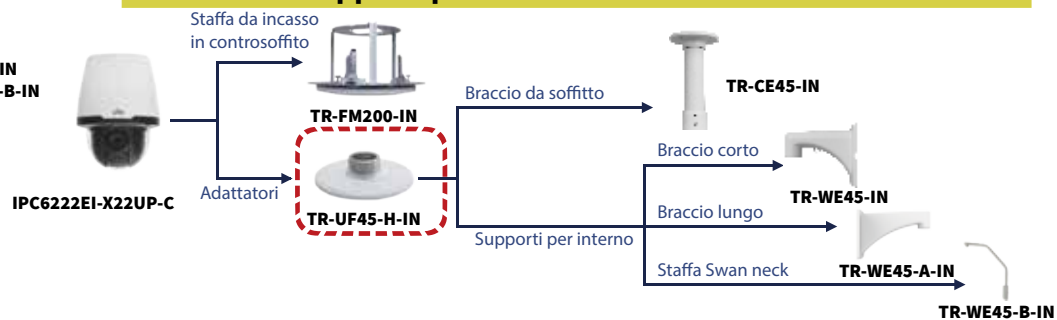 Staffa da incasso
in controsoffitto
IN
-B-IN
TR-FM200-IN
Braccio da soffitto
TR-CE45-IN
Braccio corto
TR-WE45-IN
IPC6222EI-X22UP-C
Adattatori
TR-UF45-H-IN
Braccio lungo
Supporti per interno
TR-WE45-A-IN
Staffa Swan neck
TR-WE45-B-IN